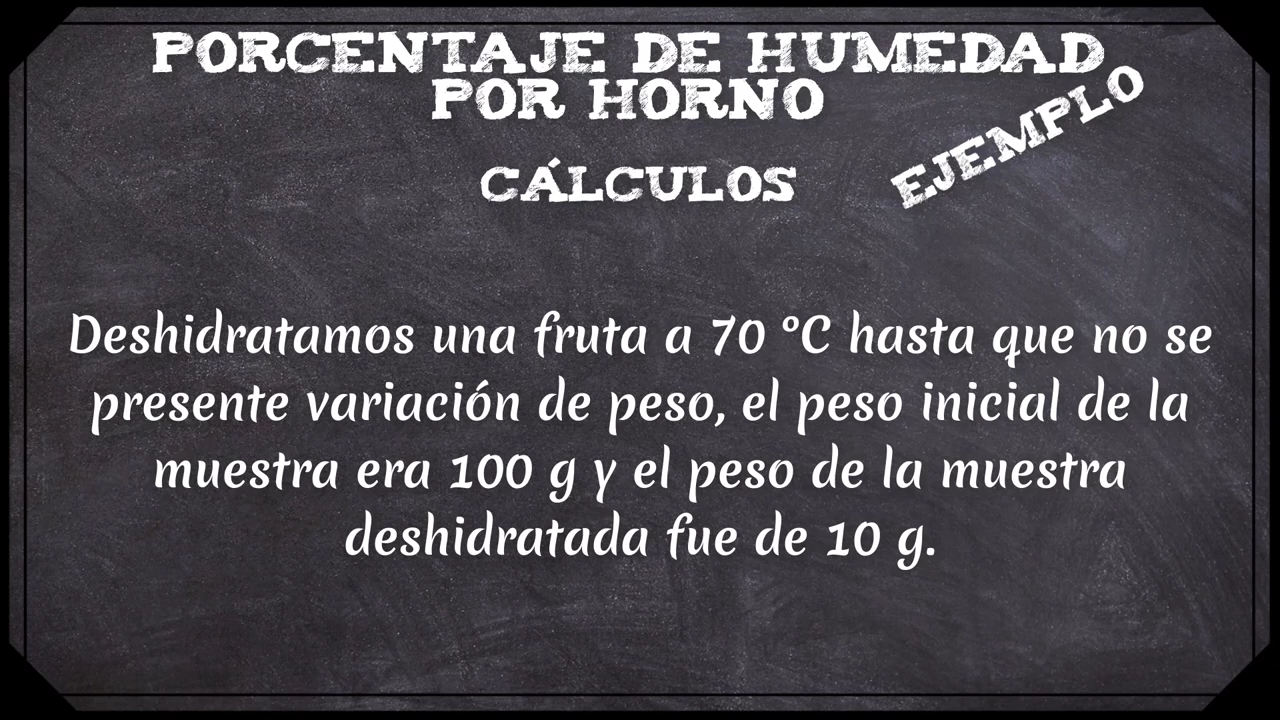 PORCENTAJE DE HUMEDAD
POR HORNO
EJEMPLO
CÁLCULOS
Deshidratamos una fruta a 70 °C hasta que no se
presente variación de peso, el peso inicial de la
muestra era 100 g y el peso de la muestra
deshidratada fue de 10 g.